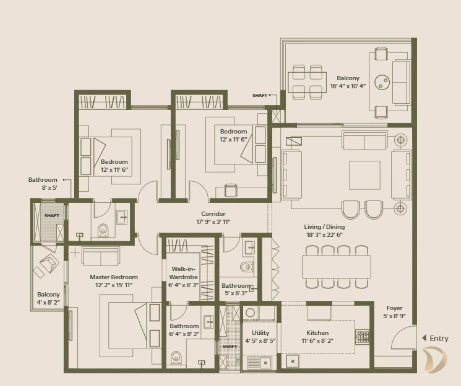 Balcony
16' 4" x 10' 4"
SHAFT
Bedroom
12' x 11' 6"
Bedroom
12' x 11' 6"
Bathroom
8' x 5'
SHAFT
Corridor
17' 9" x 3' 11"
Living / Dining
18' 3" x 22' 6"
Master Bedroom
12' 2" x 15' 11"
Walk-in-
Wardrobe
6' 4" x 8' 3"
Bathroom
5' x 8' 3"
Balcony
4' x 8' 2"
Bathroom
6' 4" x 8' 2"
SHAFT
Utility
4' 5" x 8' 5"
Kitchen
11' 6" x 8' 2"
Foyer
5' x 8' 9"
Entry